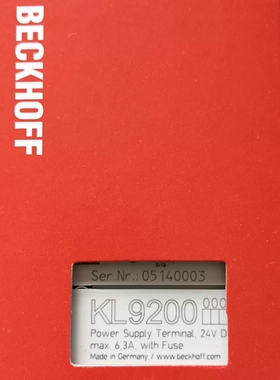 BECKHOFF
Ser.Nr.: 05140003
KL9200
Power Supply Terminal, 24V D
max. 6.3A, with Fuse
Made in Germany / www.beckhoff.com